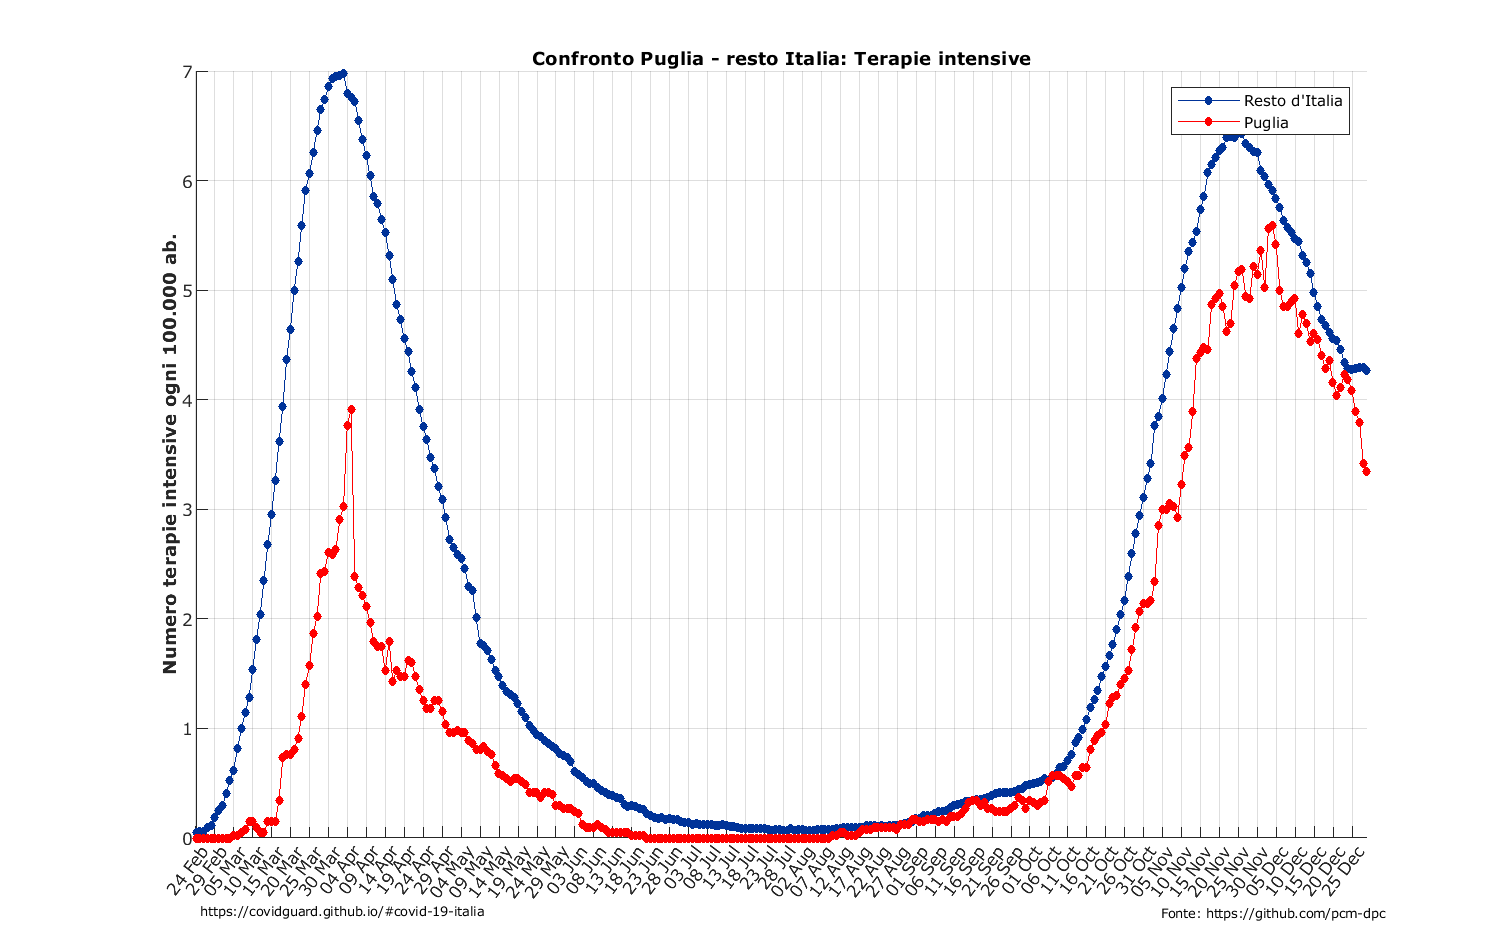 Confronto Puglia - resto Italia: Terapie intensive
Resto d'Italia
Puglia
Numero terapie intensive ogni 100.000 ab.
7
6
5
4
3
2
1
0
24 Feb
29 Feb
05 Mar
10 Mar
15 Mar
20 Mar
25 Mar
30 Mar
04 Apr
09 Apr
14 Apr
19 Apr
24 Apr
29 Apr
04 May
09 May
14 May
19 May
24 May
29 May
03 Jun
08 Jun
13 Jun
18 Jun
23 Jun
28 Jun
03 Jul
08 Jul
13 Jul
18 Jul
23 Jul
28 Jul
02 Aug
07 Aug
12 Aug
17 Aug
22 Aug
27 Aug
01 Sep
06 Sep
11 Sep
16 Sep
21 Sep
26 Sep
01 Oct
06 Oct
11 Oct
16 Oct
21 Oct
26 Oct
31 Oct
05 Nov
10 Nov
15 Nov
20 Nov
25 Nov
30 Nov
05 Dec
10 Dec
15 Dec
20 Dec
25 Dec
https://covidguard.github.io/#covid-19-italia
Fonte: https://github.com/pcm-dpc